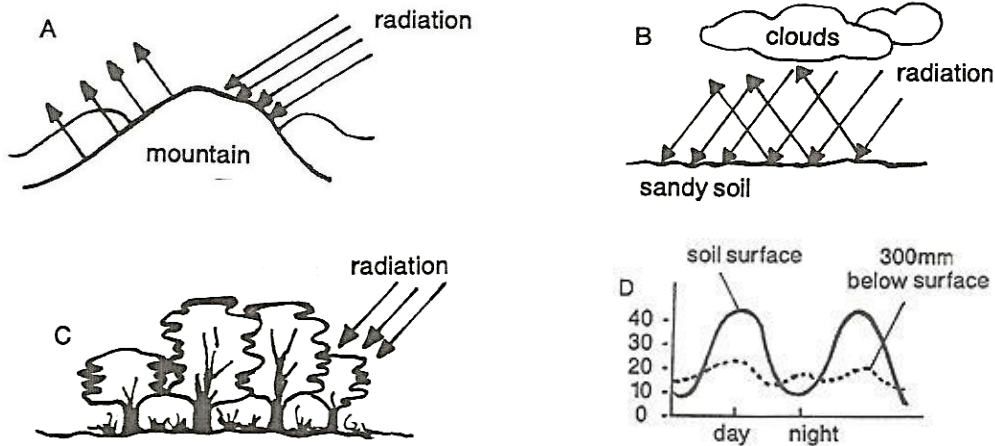 A
radiation
mountain
B
clouds
radiation
sandy soil
C
radiation
D
soil surface
300mm
below surface
40
30
20
10
0
day
night